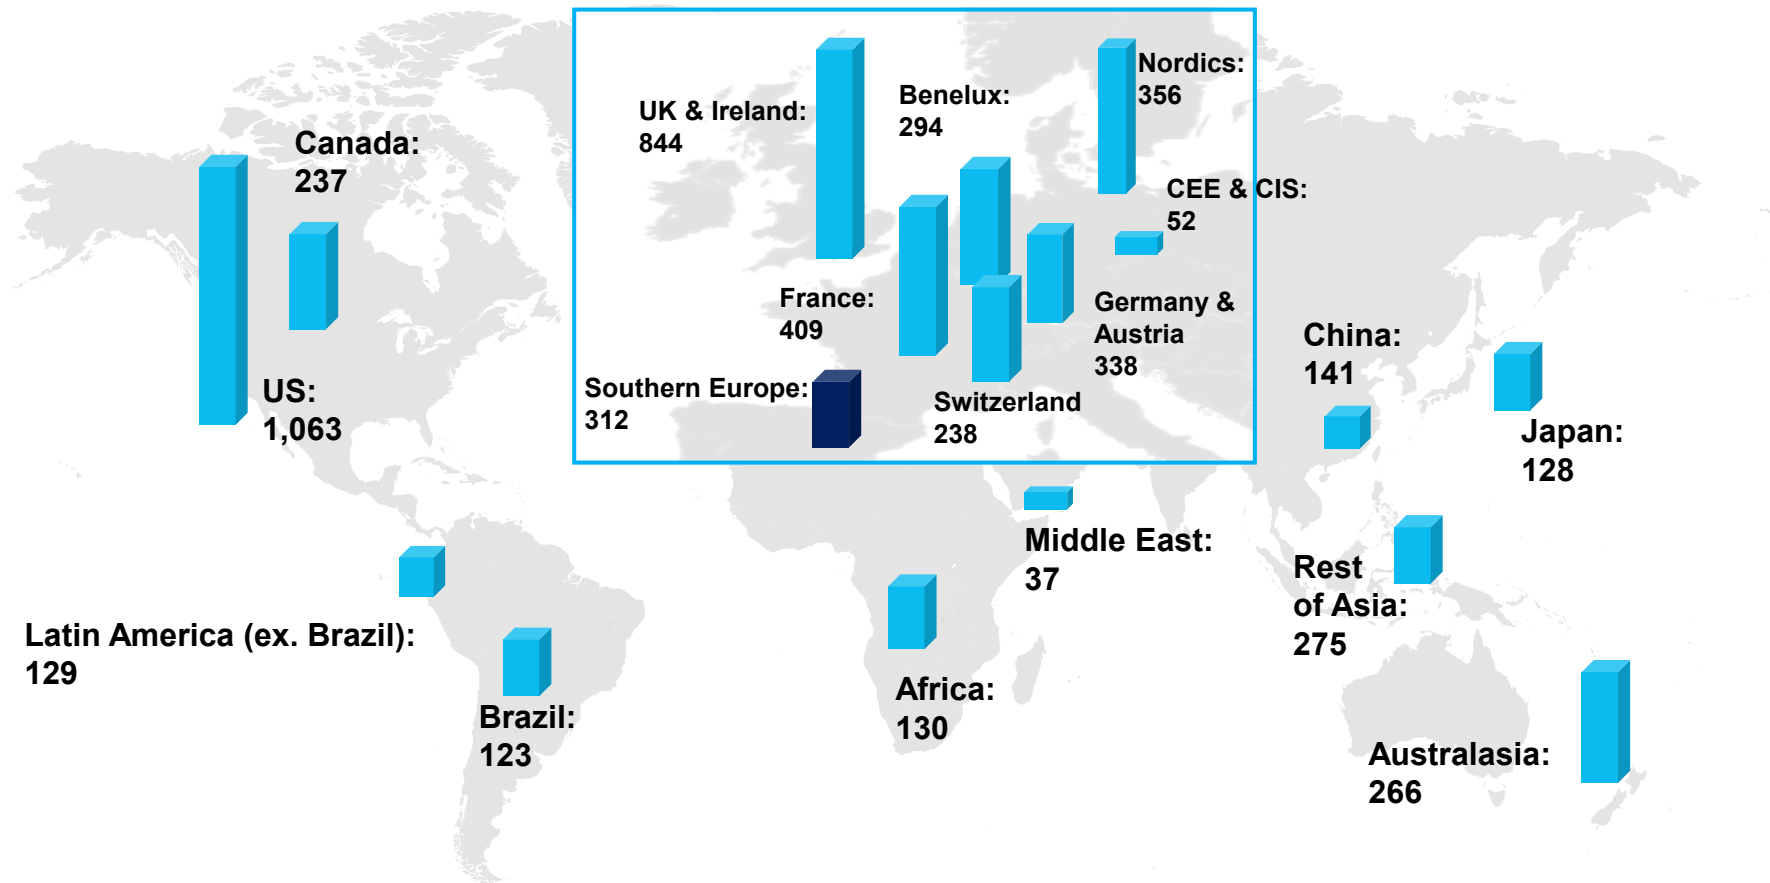 Canada:
237
US:
1,063
Latin America (ex. Brazil):
129
Brazil:
123
UK & Ireland:
844
Benelux:
294
Nordics:
356
CEE & CIS:
52
France:
409
Germany &
Austria
338
Southern Europe:
312
Switzerland
238
Middle East:
37
Africa:
130
China:
141
Japan:
128
Rest
of Asia:
275
Australasia:
266